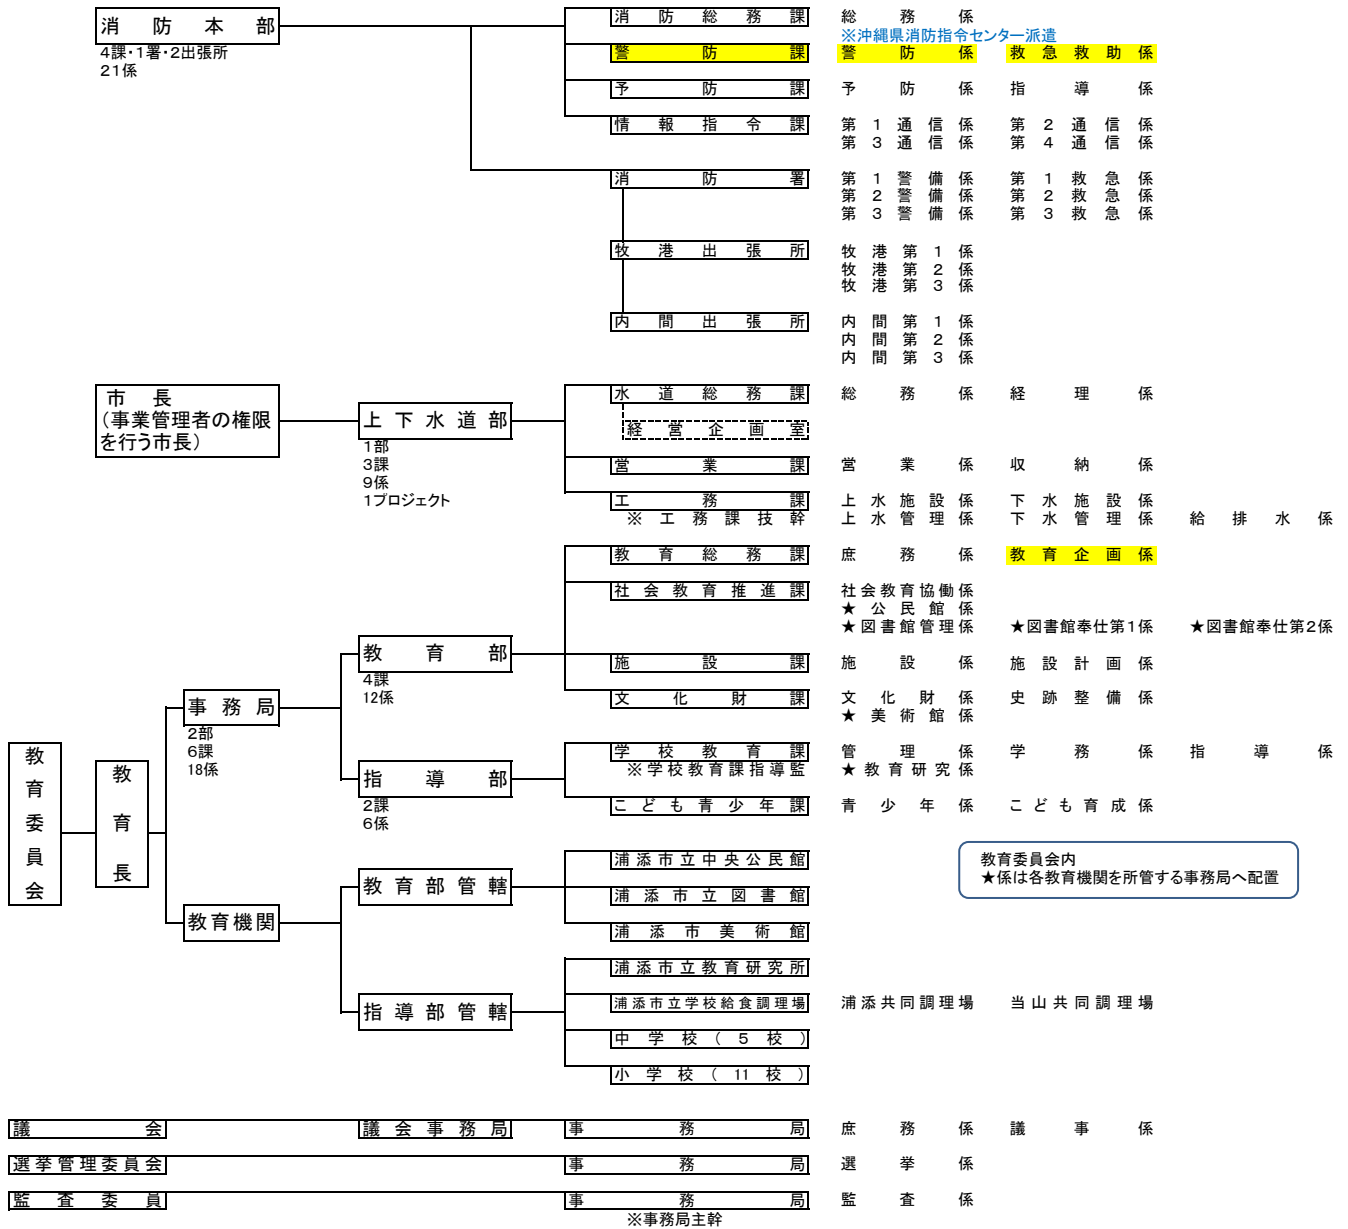 消防本部 消防総務課 総務係
※沖縄県消防指令センター派遣
4課・1署・2出張所 警防課 警防係 救急救助係
21係
予防課 予防係 指導係
情報指令課 第1通信係 第2通信係
第3通信係 第4通信係
消防署 第1警備係 第1救急係
第2警備係 第2救急係
第3警備係 第3救急係
牧港出張所 牧港第1係
牧港第2係
牧港第3係
内間出張所 内間第1係
内間第2係
内間第3係
市長
(事業管理者の権限
を行う市長)
上下水道部
1部
3課
9係
1プロジェクト
水道総務課 総務係 経理係
経営企画室
営業課 営業係 収納係
工務課 上水施設係 下水施設係
※工務課技幹 上水管理係 下水管理係 給排水係
教育総務課 庶務係 教育企画係
社会教育推進課 社会教育協働係
★公民館係
★図書館管理係 ★図書館奉仕第1係 ★図書館奉仕第2係
教育部
4課
12係
施設課 施設係 施設計画係
文化財課 文化財係 史跡整備係
★美術館係
事務局
2部
6課
18係
教育委員会
教育長
学校教育課 管理係 学務係 指導係
※学校教育課指導監 ★教育研究係
指導部
2課
6係
こども青少年課 青少年係 こども育成係
教育委員会内
★係は各教育機関を所管する事務局へ配置
浦添市立中央公民館
教育部管轄 浦添市立図書館
教育機関
浦添市美術館
浦添市立教育研究所
指導部管轄
浦添市立学校給食調理場 浦添共同調理場 当山共同調理場
中学校(5校)
小学校(11校)
議会 議会事務局 事務局 庶務係 議事係
選挙管理委員会 事務局 選挙係
監査委員 事務局 監査係
※事務局主幹